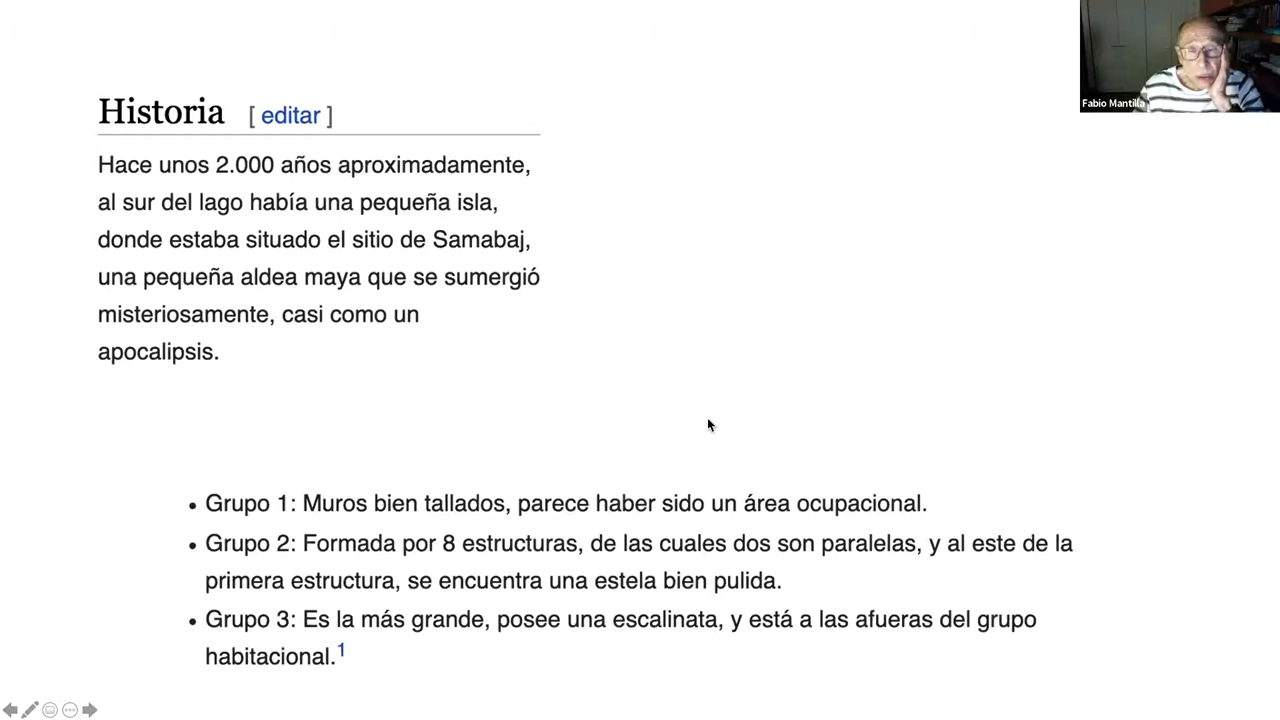 Fabio Mantilla
Historia [ editar ]
Hace unos 2.000 años aproximadamente,
al sur del lago había una pequeña isla,
donde estaba situado el sitio de Samabaj,
una pequeña aldea maya que se sumergió
misteriosamente, casi como un
apocalipsis.
• Grupo 1: Muros bien tallados, parece haber sido un área ocupacional.
• Grupo 2: Formada por 8 estructuras, de las cuales dos son paralelas, y al este de la
primera estructura, se encuentra una estela bien pulida.
• Grupo 3: Es la más grande, posee una escalinata, y está a las afueras del grupo
habitacional.1